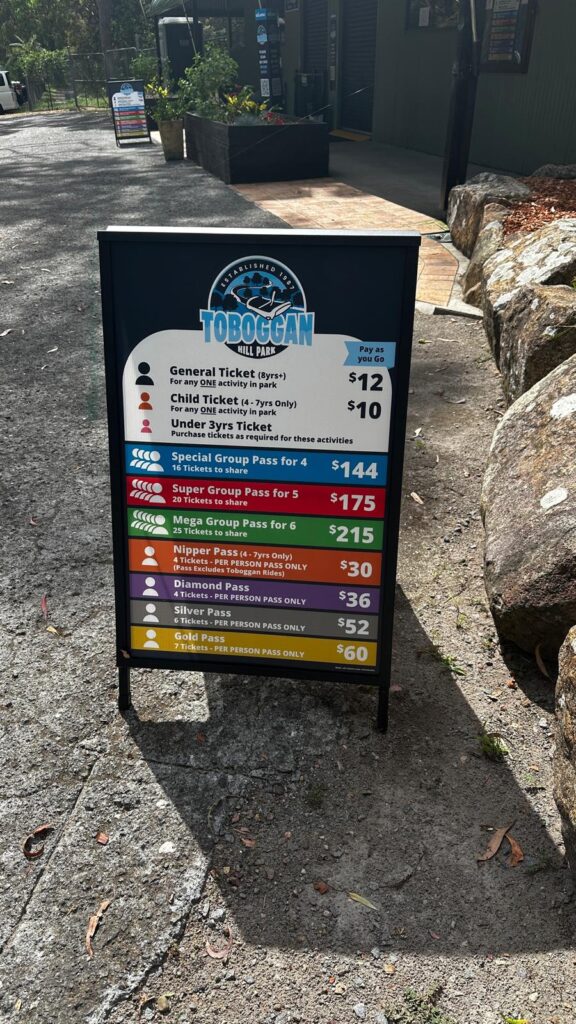 ESTABLISHED 1987
TOBOGGAN
HILL PARK
Pay as
you Go
General Ticket (8yrs+) $12
For any ONE activity in park
Child Ticket (4 - 7yrs Only) $10
For any ONE activity in park
Under 3yrs Ticket
Purchase tickets as required for these activities
Special Group Pass for 4 $144
16 Tickets to share
Super Group Pass for 5 $175
20 Tickets to share
Mega Group Pass for 6 $215
25 Tickets to share
Nipper Pass (4 - 7yrs Only) $30
4 Tickets - PER PERSON PASS ONLY
(Pass Excludes Toboggan Rides)
Diamond Pass $36
4 Tickets - PER PERSON PASS ONLY
Silver Pass $52
6 Tickets - PER PERSON PASS ONLY
Gold Pass $60
7 Tickets - PER PERSON PASS ONLY